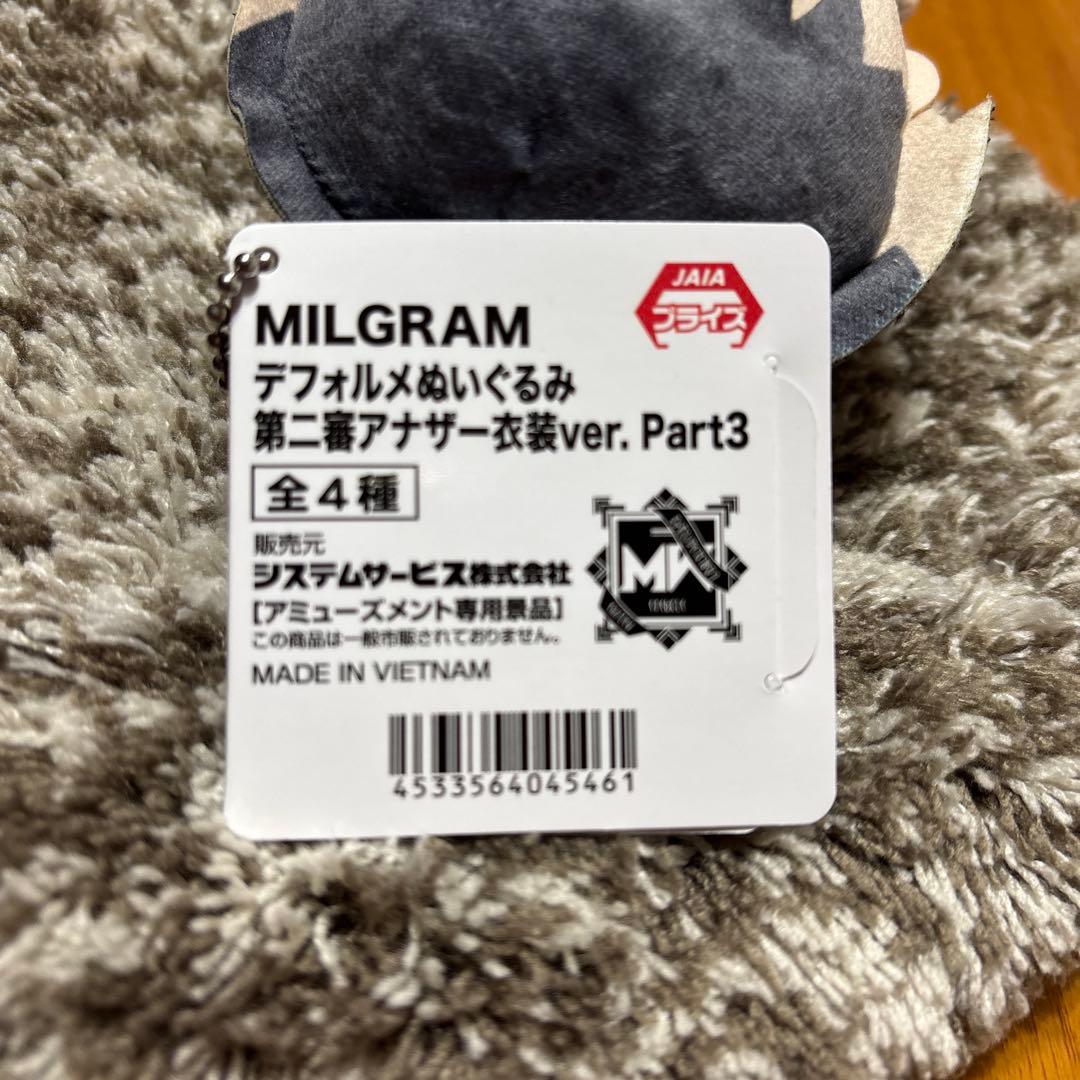 JAIA
プライズ
MILGRAM
デフォルメぬいぐるみ
第二審アナザー衣装ver. Part3
全4種
販売元
システムサービス株式会社
[アミューズメント専用景品]
この商品は一般市販されておりません。
MADE IN VIETNAM
4533564045461